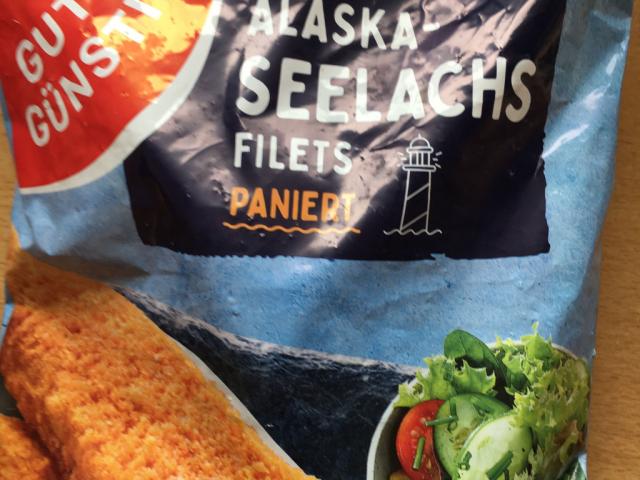 GUT
GÜNST
ALASKA-
SEELACHS
FILETS
PANIERT